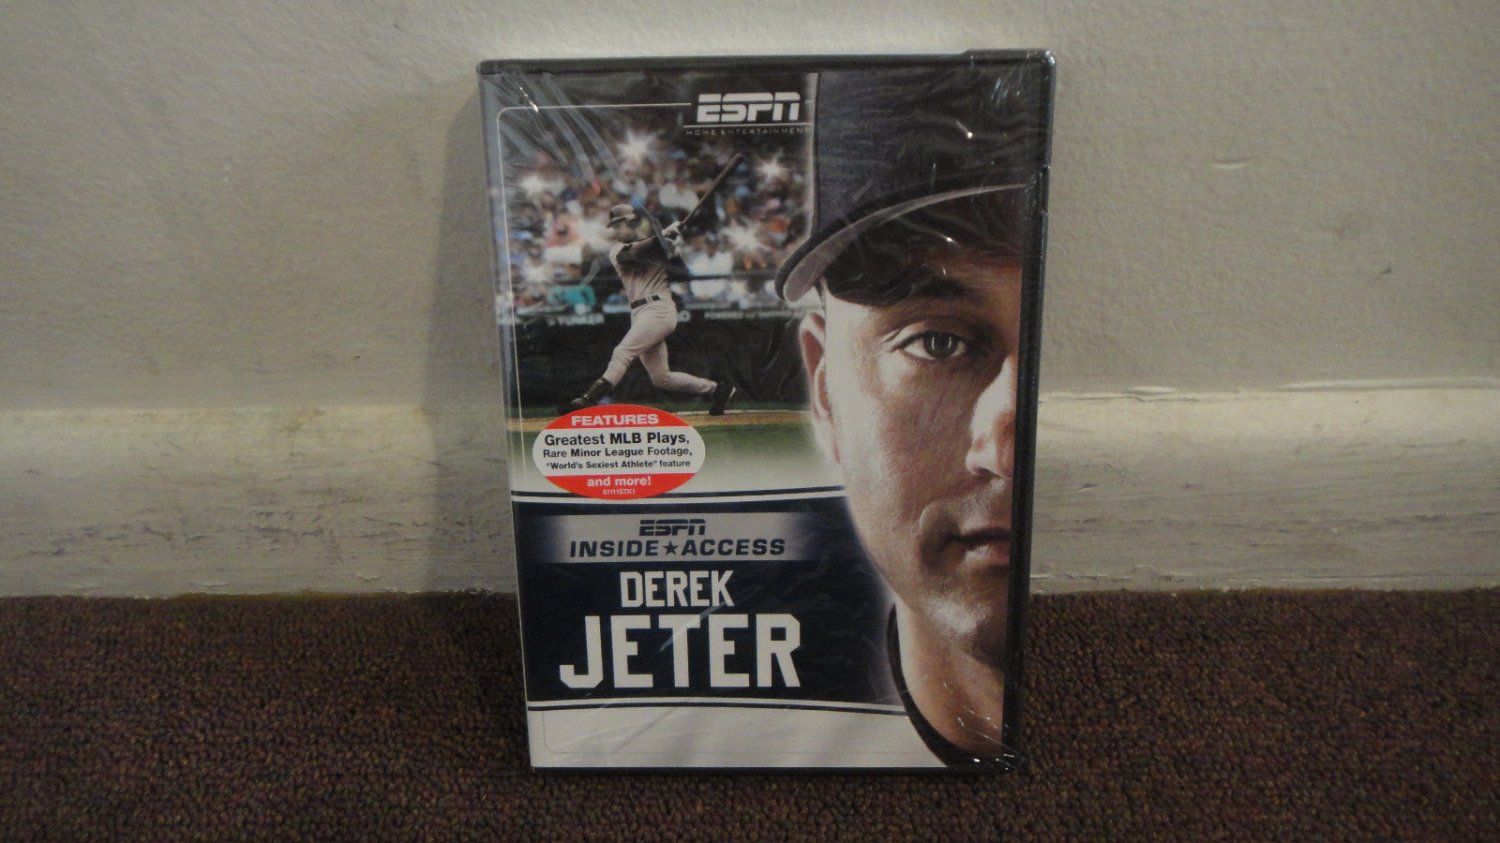 ESPN
HOME ENTERTAINMENT
FEATURES
Greatest MLB Plays,
Rare Minor League Footage,
"World's Sexiest Athlete" feature
and more!
ESPN
INSIDE★ACCESS
DEREK
JETER